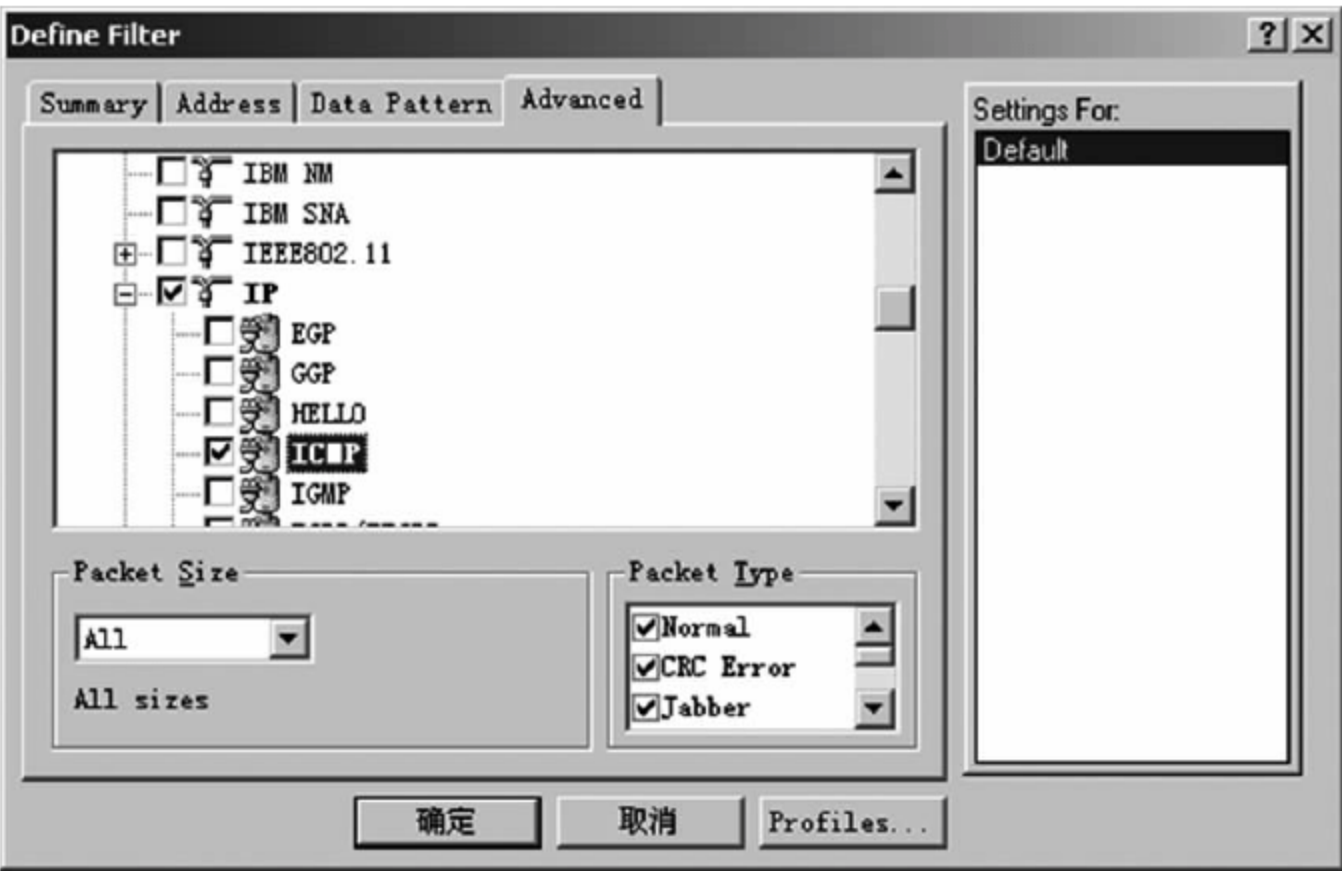 Define Filter
Summary
Address
Data Pattern
Advanced
IBM NM
IBM SNA
IEEE802.11
IP
EGP
GGP
HELLO
ICMP
IGMP
Packet Size
All
All sizes
Packet Type
Normal
CRC Error
Jabber
Settings For:
Default
确定
取消
Profiles...